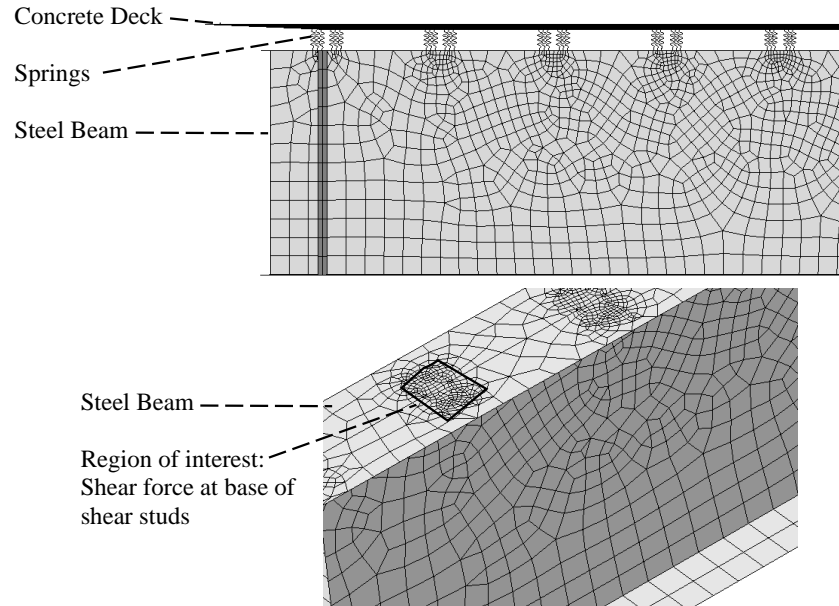 Concrete Deck
Springs
Steel Beam
Steel Beam
Region of interest:
Shear force at base of
shear studs